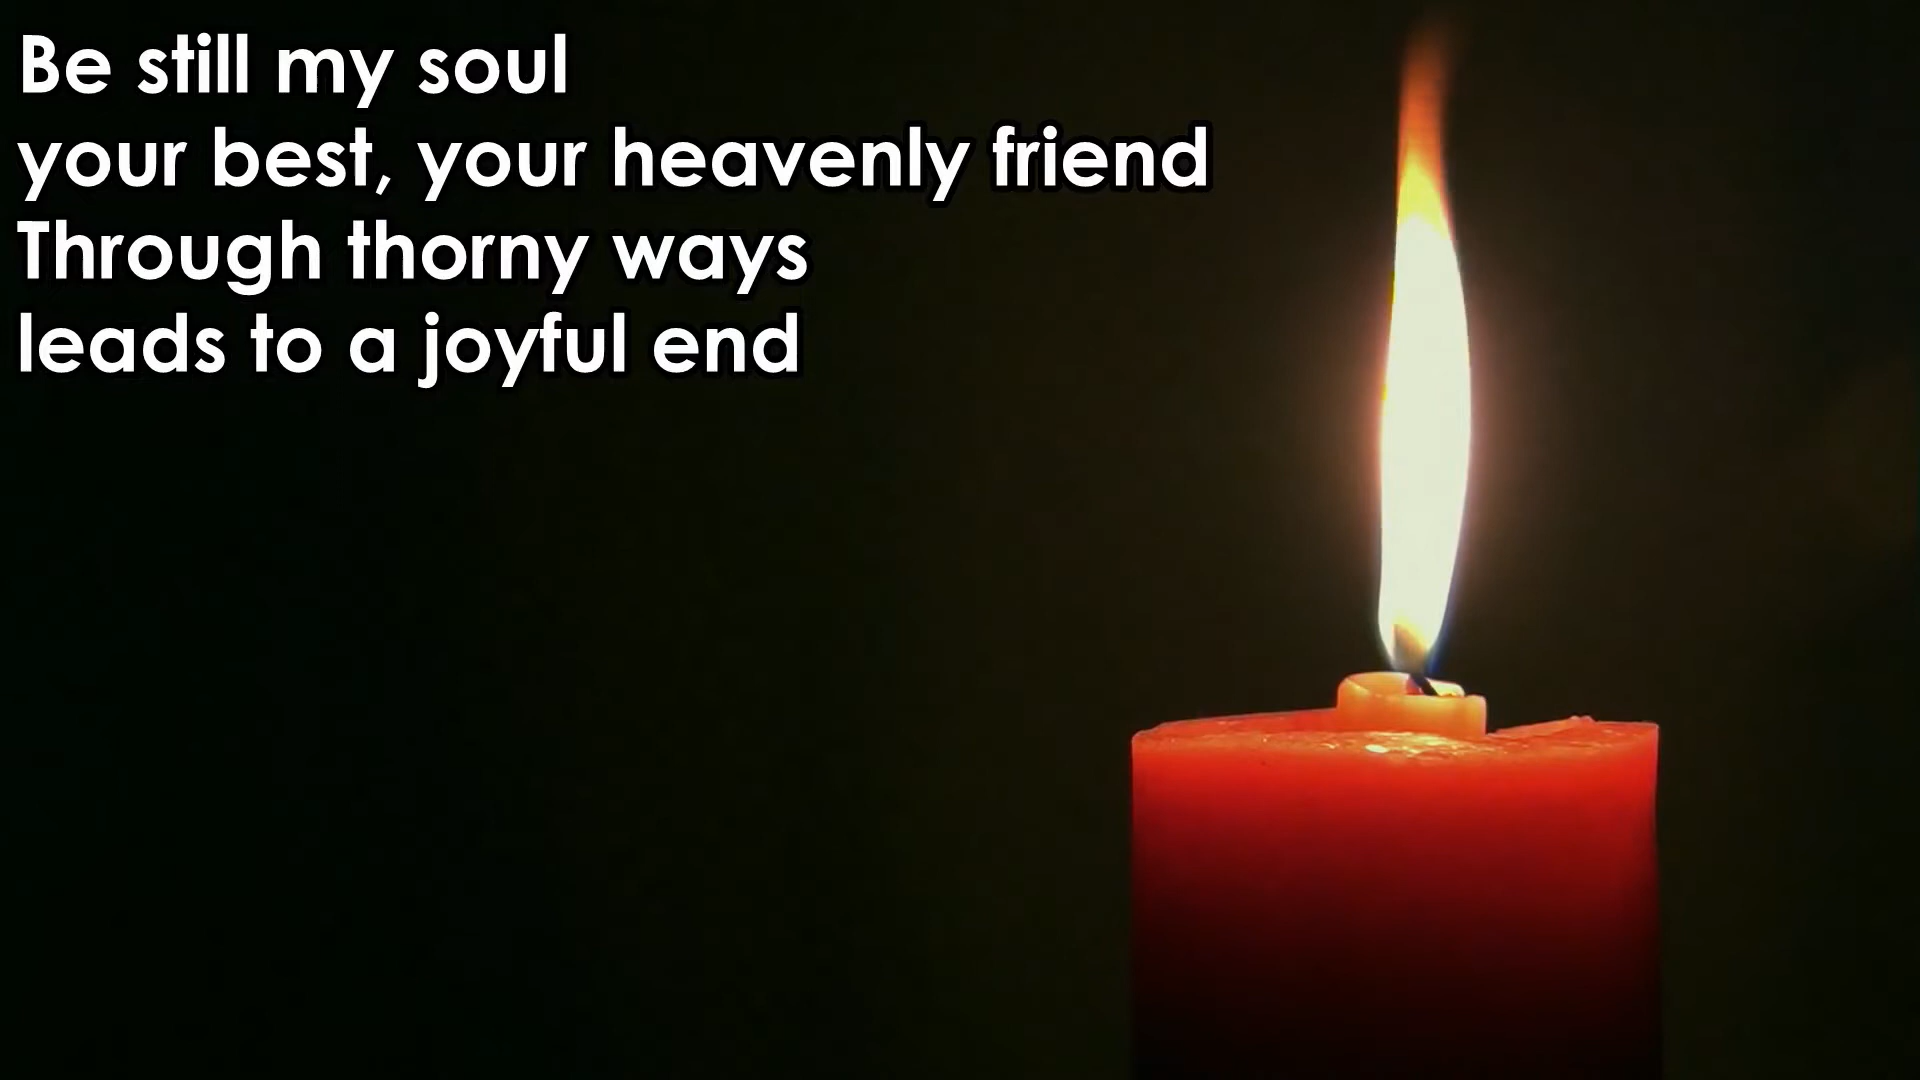 Be still my soul
your best, your heavenly friend
Through thorny ways
leads to a joyful end